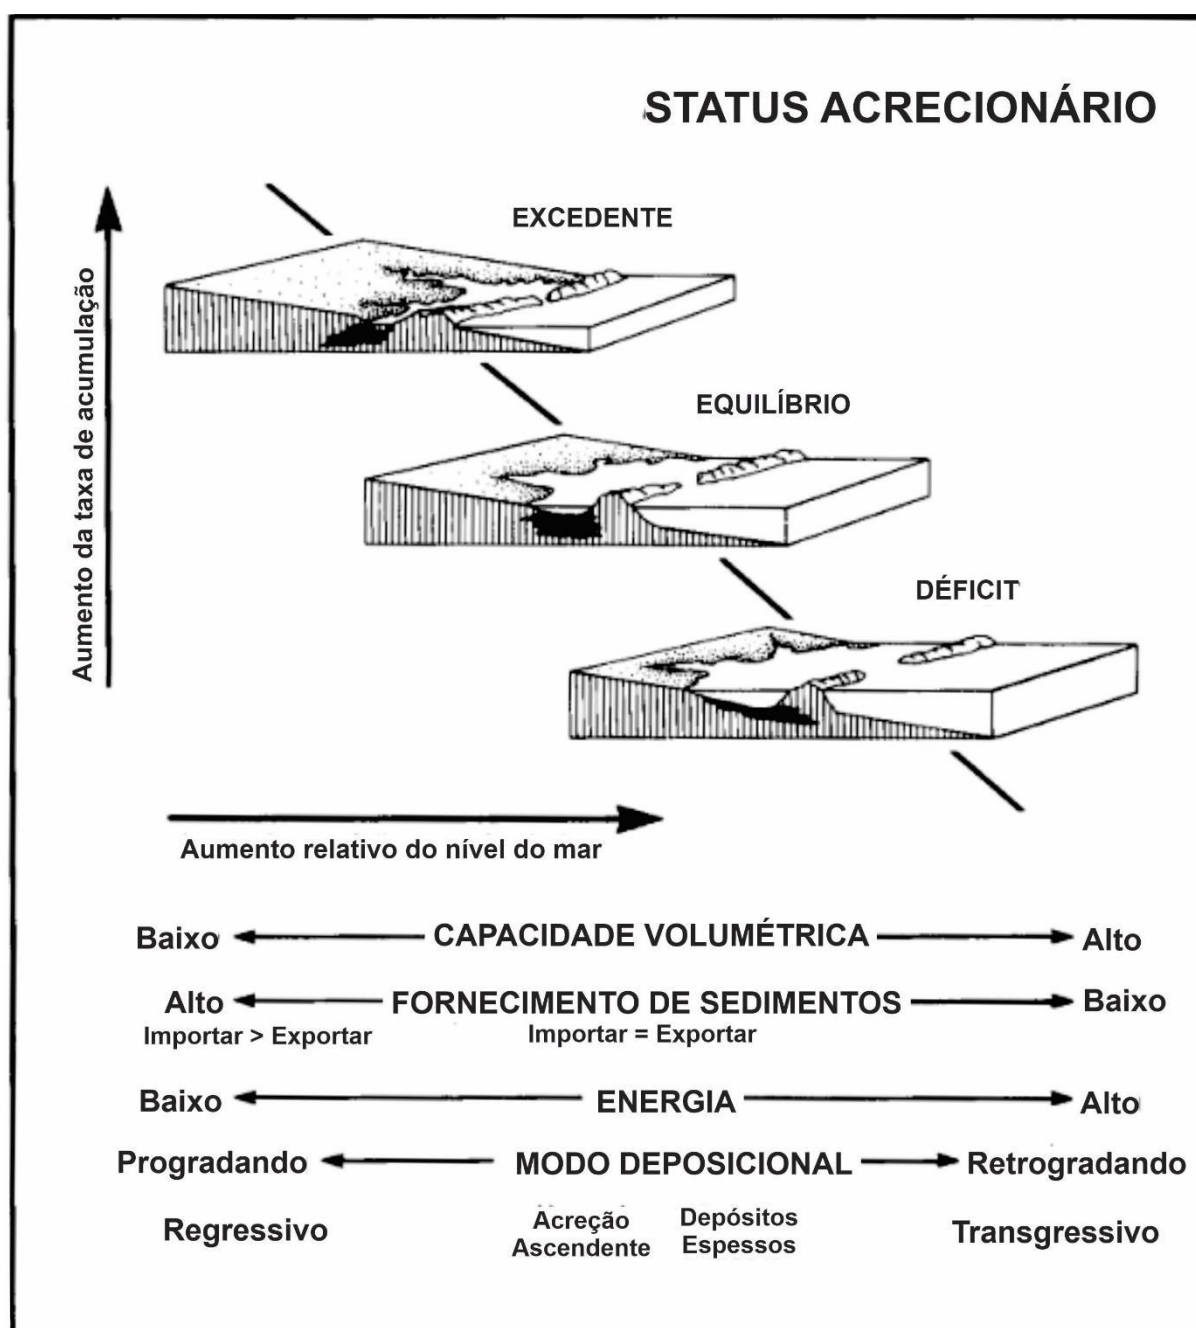 STATUS ACRECIONÁRIO
EXCEDENTE
Aumento da taxa de acumulação
EQUILÍBRIO
DÉFICIT
Aumento relativo do nível do mar
Baixo CAPACIDADE VOLUMÉTRICA Alto
Alto FORNECIMENTO DE SEDIMENTOS Baixo
Importar > Exportar Importar = Exportar
Baixo ENERGIA Alto
Progradando MODO DEPOSICIONAL Retrogradando
Regressivo Acreção Ascendente Depósitos Espessos Transgressivo